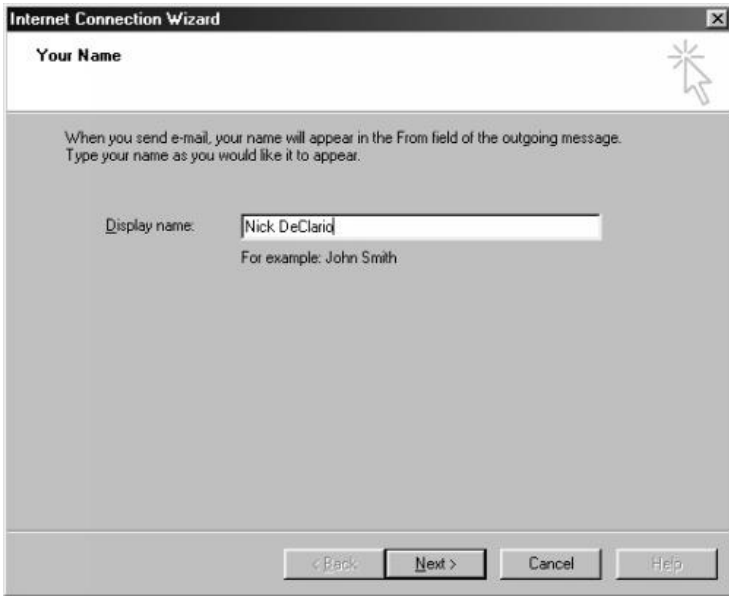 Internet Connection Wizard
Your Name
When you send e-mail, your name will appear in the From field of the outgoing message.
Type your name as you would like it to appear.
Display name: Nick DeClario
For example: John Smith
< Back Next > Cancel Help